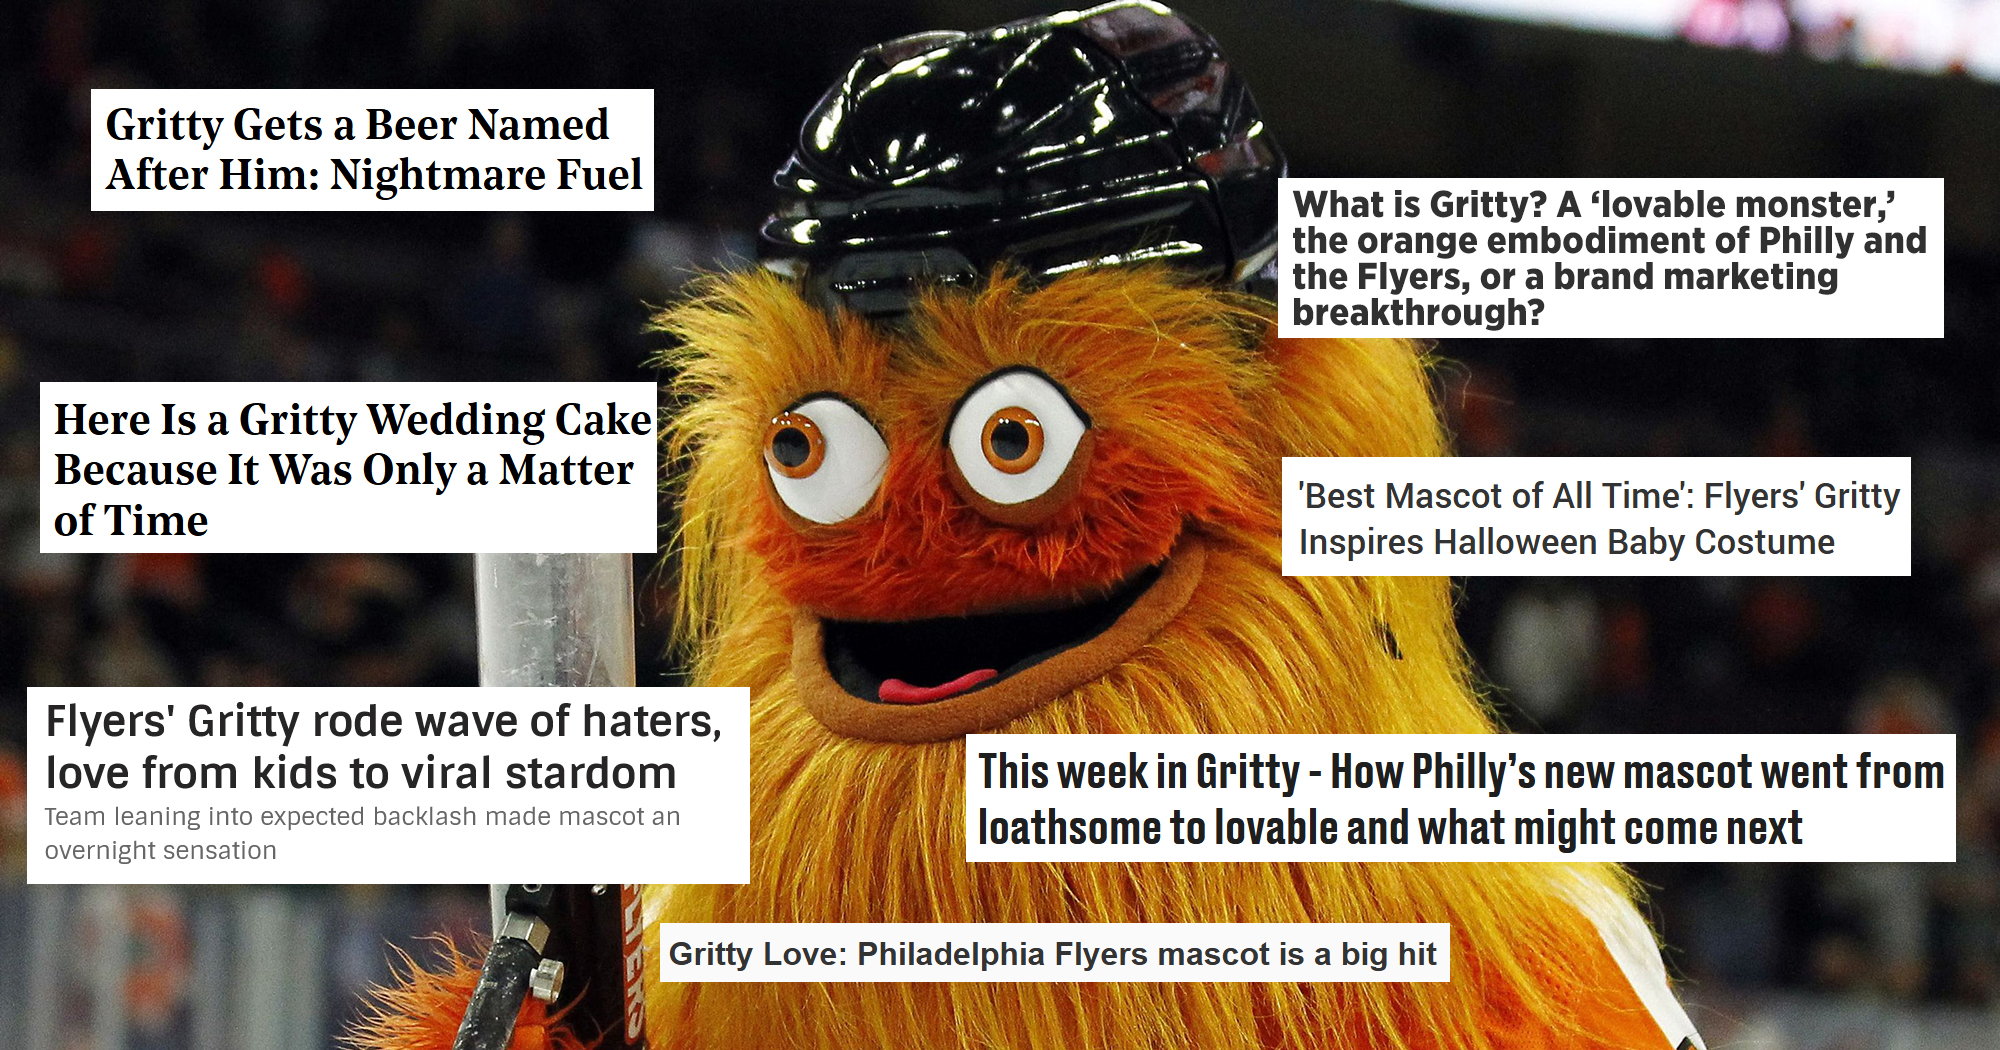 Gritty Gets a Beer Named
After Him: Nightmare Fuel
What is Gritty? A ‘lovable monster,’
the orange embodiment of Philly and
the Flyers, or a brand marketing
breakthrough?
Here Is a Gritty Wedding Cake
Because It Was Only a Matter
of Time
'Best Mascot of All Time': Flyers' Gritty
Inspires Halloween Baby Costume
Flyers' Gritty rode wave of haters,
love from kids to viral stardom
Team leaning into expected backlash made mascot an
overnight sensation
This week in Gritty - How Philly’s new mascot went from
loathsome to lovable and what might come next
Gritty Love: Philadelphia Flyers mascot is a big hit
FLYERS